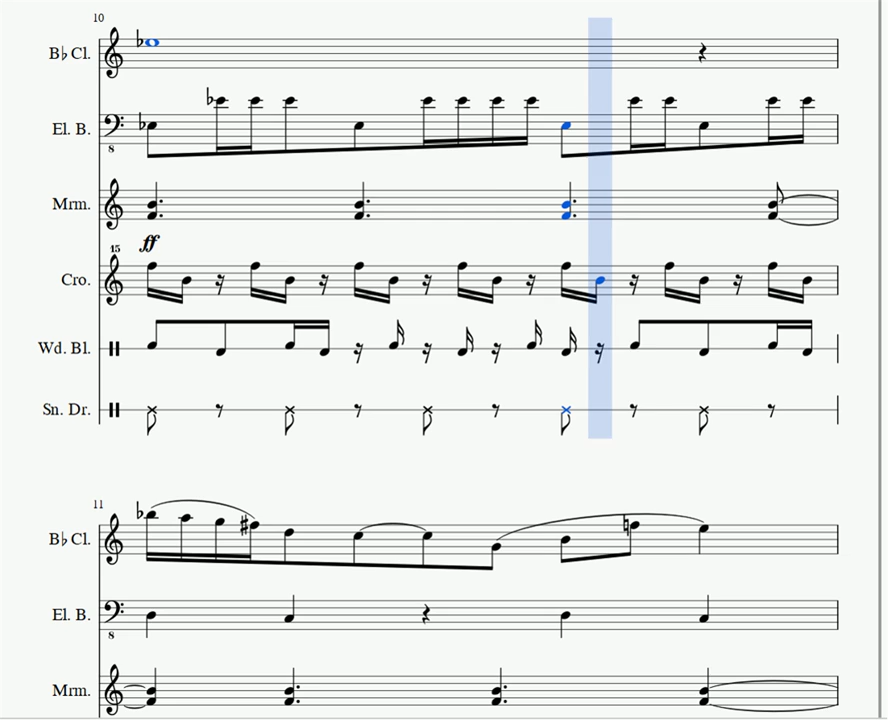 10
B♭ Cl.
El. B.
8
Mrm.
ff
15
Cro.
Wd. Bl.
Sn. Dr.
11
B♭ Cl.
El. B.
8
Mrm.